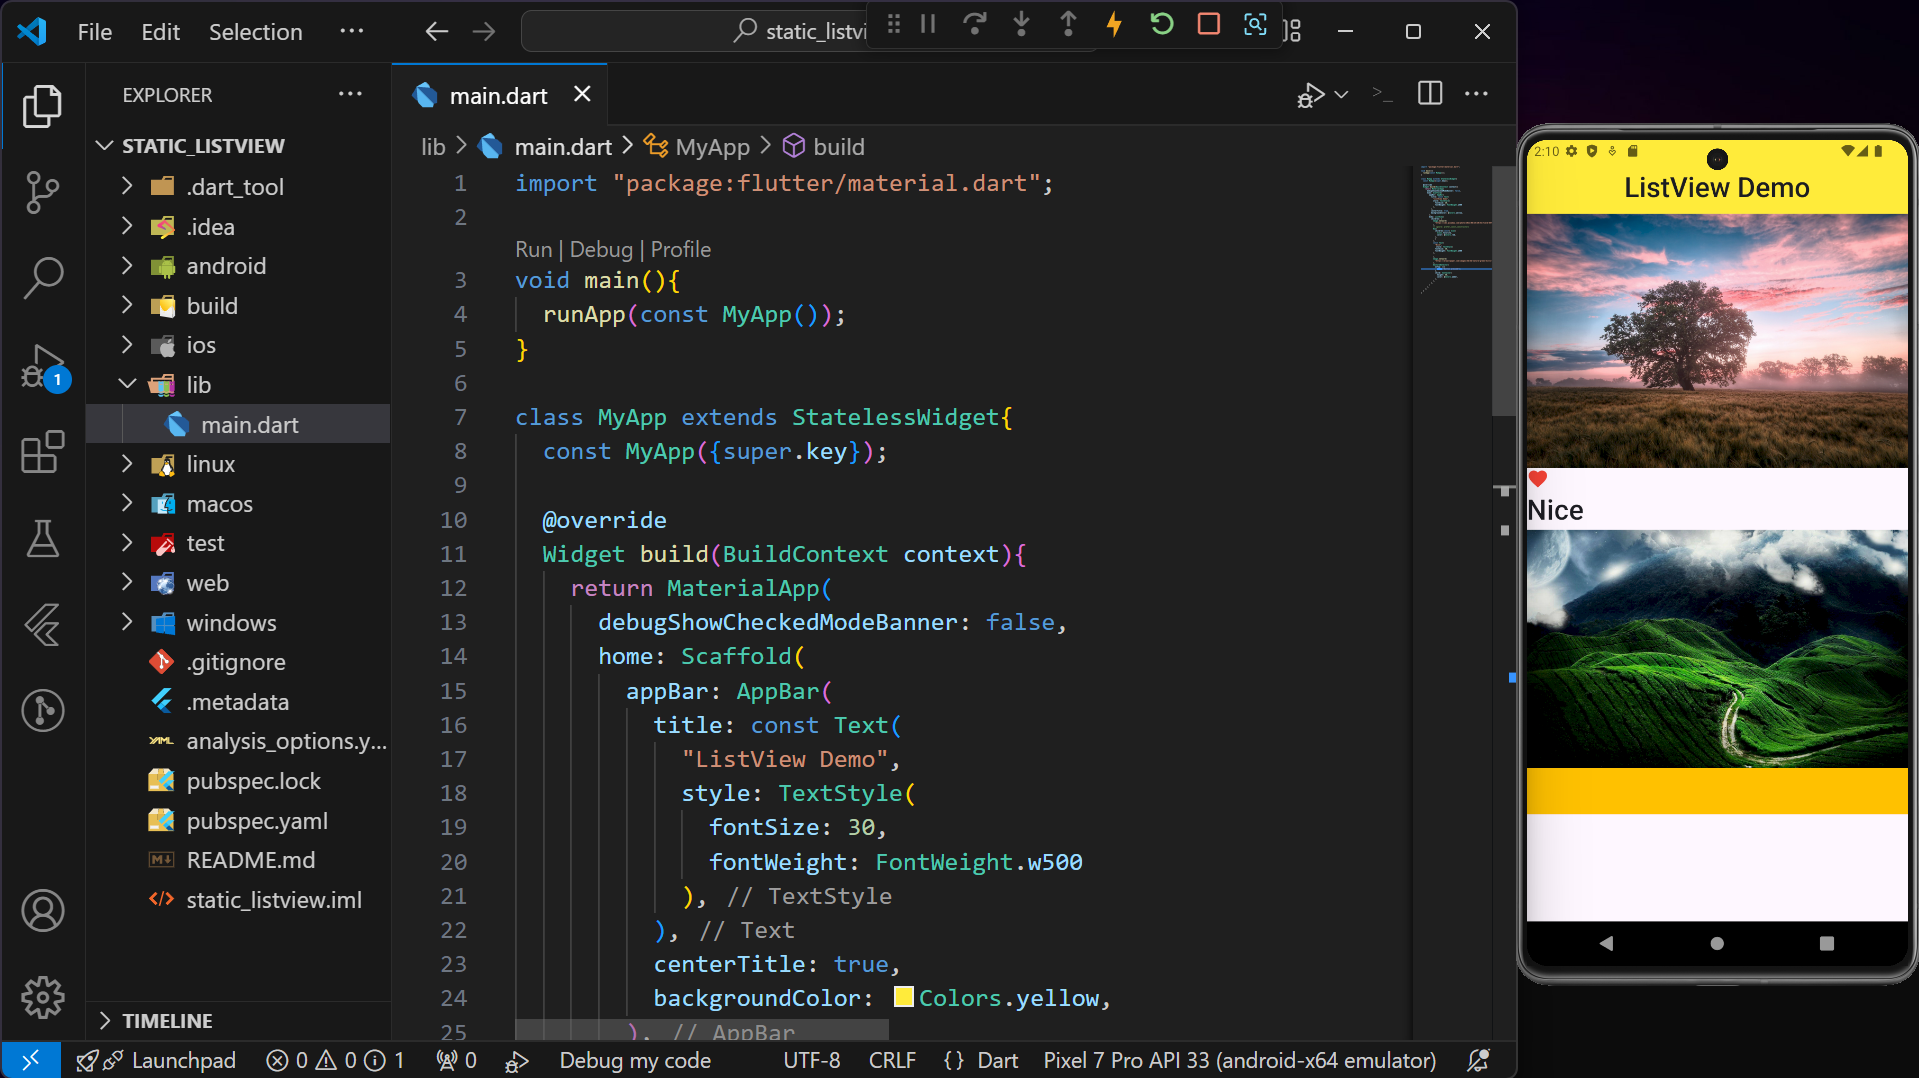 File Edit Selection ···
static_listvi
EXPLORER ···
main.dart
STATIC_LISTVIEW
.dart_tool
.idea
android
build
ios
lib
main.dart
linux
macos
test
web
windows
.gitignore
.metadata
analysis_options.y...
pubspec.lock
pubspec.yaml
README.md
static_listview.iml
TIMELINE
lib > main.dart > MyApp > build
1 import "package:flutter/material.dart";
2
Run | Debug | Profile
3 void main(){
4 runApp(const MyApp());
5 }
6
7 class MyApp extends StatelessWidget{
8 const MyApp({super.key});
9
10 @override
11 Widget build(BuildContext context){
12 return MaterialApp(
13 debugShowCheckedModeBanner: false,
14 home: Scaffold(
15 appBar: AppBar(
16 title: const Text(
17 "ListView Demo",
18 style: TextStyle(
19 fontSize: 30,
20 fontWeight: FontWeight.w500
21 ), // TextStyle
22 ), // Text
23 centerTitle: true,
24 backgroundColor: Colors.yellow,
25 ), // AppBar
1
Launchpad 0 0 1 0 Debug my code UTF-8 CRLF {} Dart Pixel 7 Pro API 33 (android-x64 emulator)
2:10
ListView Demo
Nice